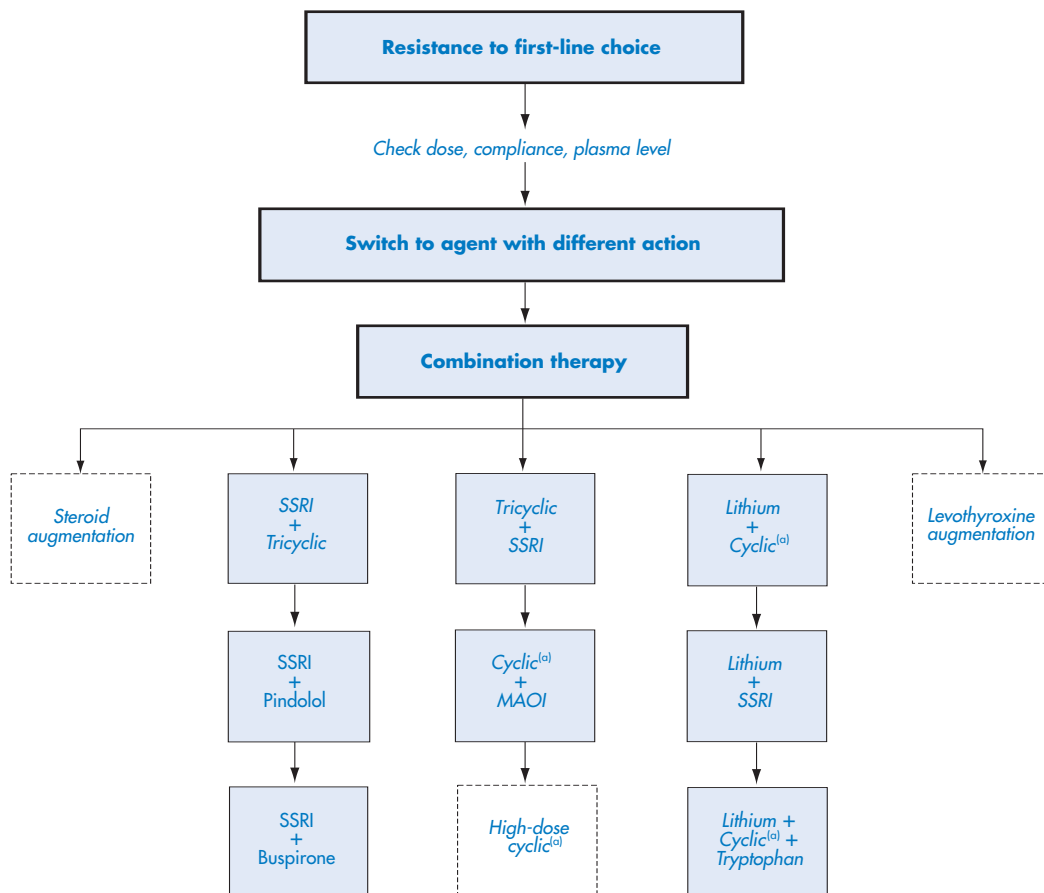 Resistance to first-line choice
Check dose, compliance, plasma level
Switch to agent with different action
Combination therapy
Steroid
augmentation
SSRI
+
Tricyclic
Tricyclic
+
SSRI
Lithium
+
Cyclic(a)
Levothyroxine
augmentation
SSRI
+
Pindolol
Cyclic(a)
+
MAOI
Lithium
+
SSRI
SSRI
+
Buspirone
High-dose
cyclic(a)
Lithium +
Cyclic(a) +
Tryptophan